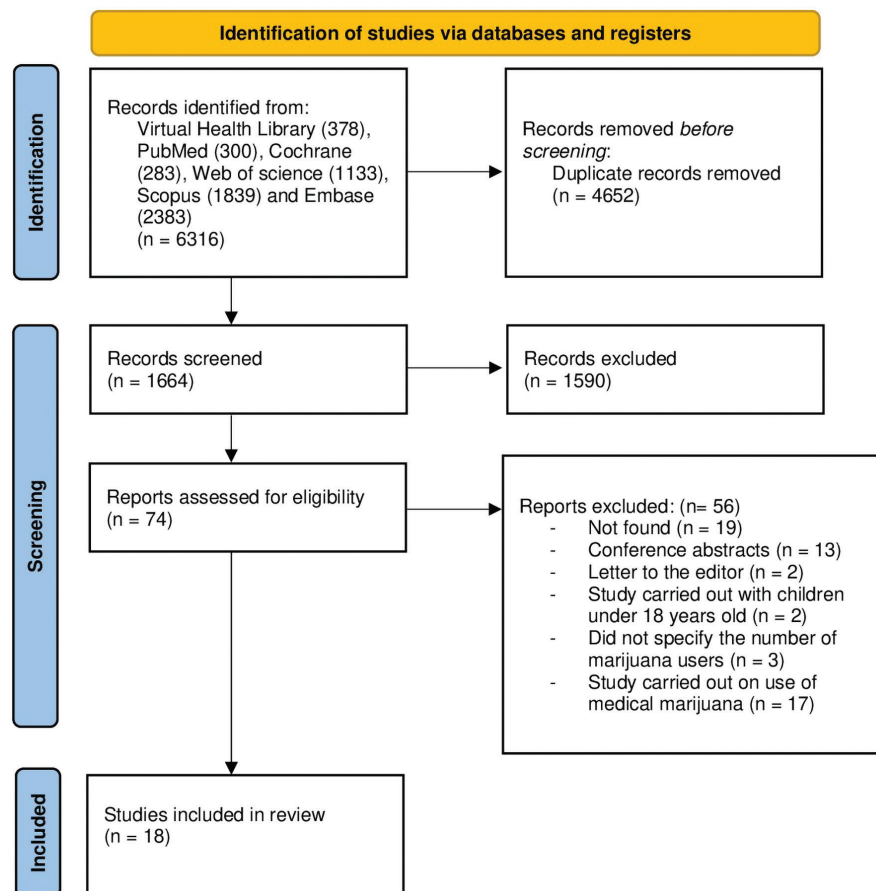 Identification of studies via databases and registers
Identification
Records identified from:
Virtual Health Library (378),
PubMed (300), Cochrane
(283), Web of science (1133),
Scopus (1839) and Embase
(2383)
(n = 6316)
Records removed before
screening:
Duplicate records removed
(n = 4652)
Screening
Records screened
(n = 1664)
Records excluded
(n = 1590)
Reports assessed for eligibility
(n = 74)
Reports excluded: (n= 56)
- Not found (n = 19)
- Conference abstracts (n = 13)
- Letter to the editor (n = 2)
- Study carried out with children
under 18 years old (n = 2)
- Did not specify the number of
marijuana users (n = 3)
- Study carried out on use of
medical marijuana (n = 17)
Included
Studies included in review
(n = 18)